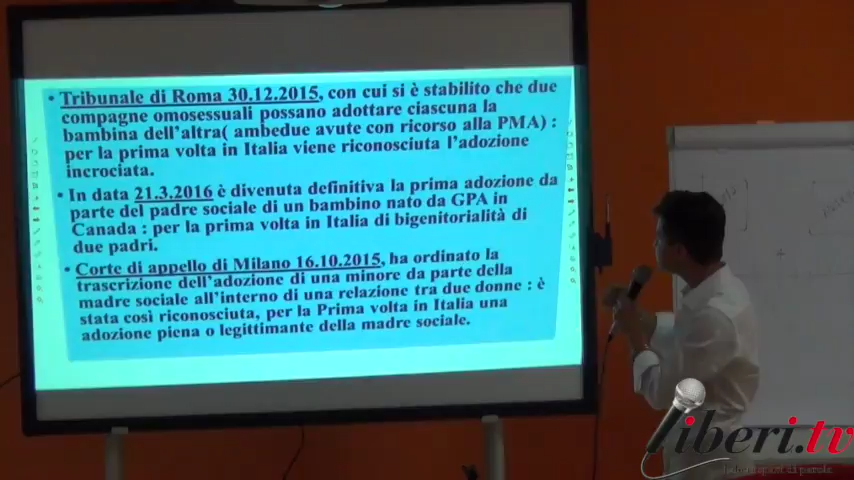 • Tribunale di Roma 30.12.2015, con cui si è stabilito che due
compagne omosessuali possano adottare ciascuna la
bambina dell'altra( ambedue avute con ricorso alla PMA) :
per la prima volta in Italia viene riconosciuta l'adozione
incrociata.
• In data 21.3.2016 è divenuta definitiva la prima adozione da
parte del padre sociale di un bambino nato da GPA in
Canada : per la prima volta in Italia di bigenitorialità di
due padri.
• Corte di appello di Milano 16.10.2015, ha ordinato la
trascrizione dell'adozione di una minore da parte della
madre sociale all'interno di una relazione tra due donne : è
stata così riconosciuta, per la Prima volta in Italia una
adozione piena o legittimante della madre sociale.
liberi.tv